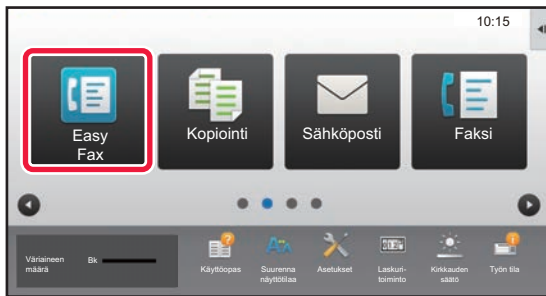 10:15
Easy
Fax
Kopiointi
Sähköposti
Faksi
Väriaineen
määrä
Bk
Käyttöopas
Suurenna
näyttötilaa
Asetukset
Laskuri-
toiminto
Kirkkauden
säätö
Työn tila